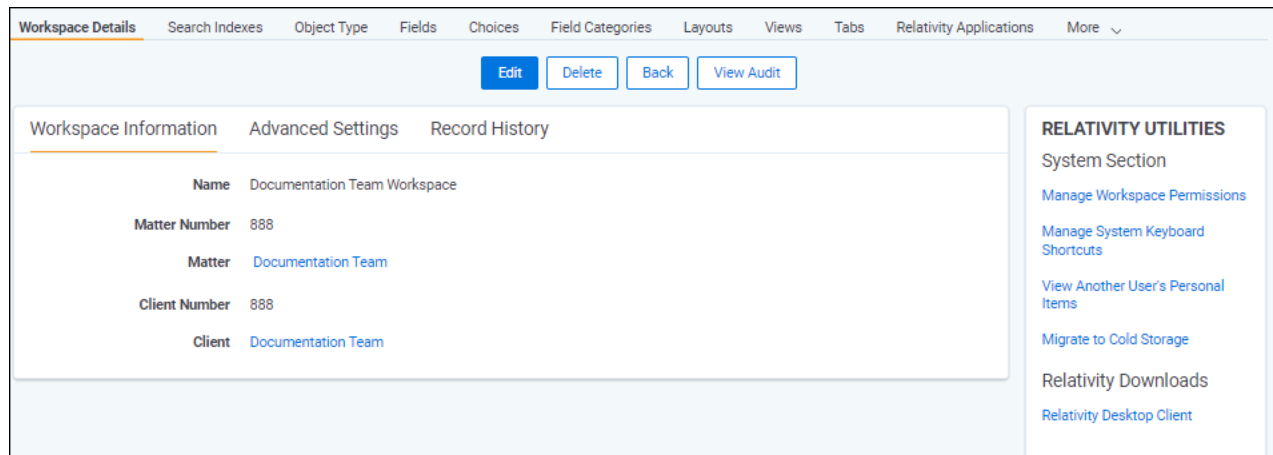 Workspace Details Search Indexes Object Type Fields Choices Field Categories Layouts Views Tabs Relativity Applications More
Edit Delete Back View Audit
Workspace Information Advanced Settings Record History
Name Documentation Team Workspace
Matter Number 888
Matter Documentation Team
Client Number 888
Client Documentation Team
RELATIVITY UTILITIES
System Section
Manage Workspace Permissions
Manage System Keyboard
Shortcuts
View Another User's Personal
Items
Migrate to Cold Storage
Relativity Downloads
Relativity Desktop Client